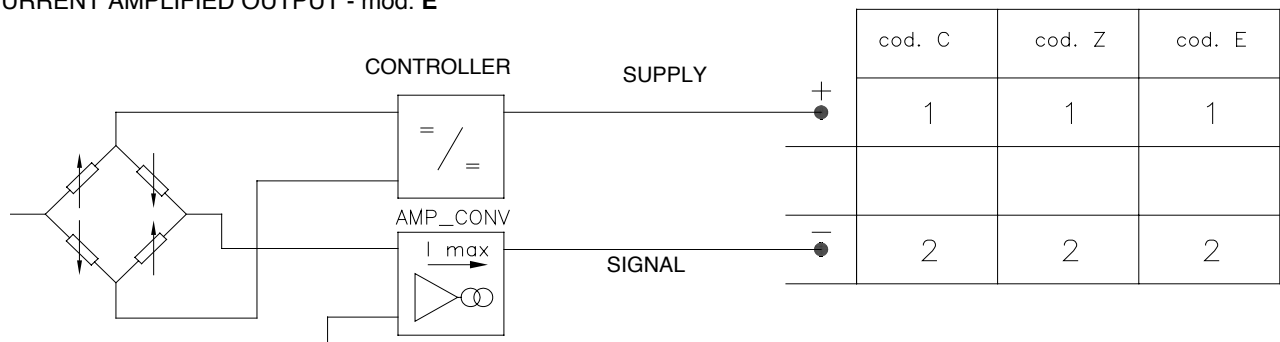 URRENT AMPLIFIED OUTPUT - mod. E
cod. C cod. Z cod. E
CONTROLLER
SUPPLY
+
1 1 1
= / =
AMP_CONV
I max
SIGNAL
−
2 2 2